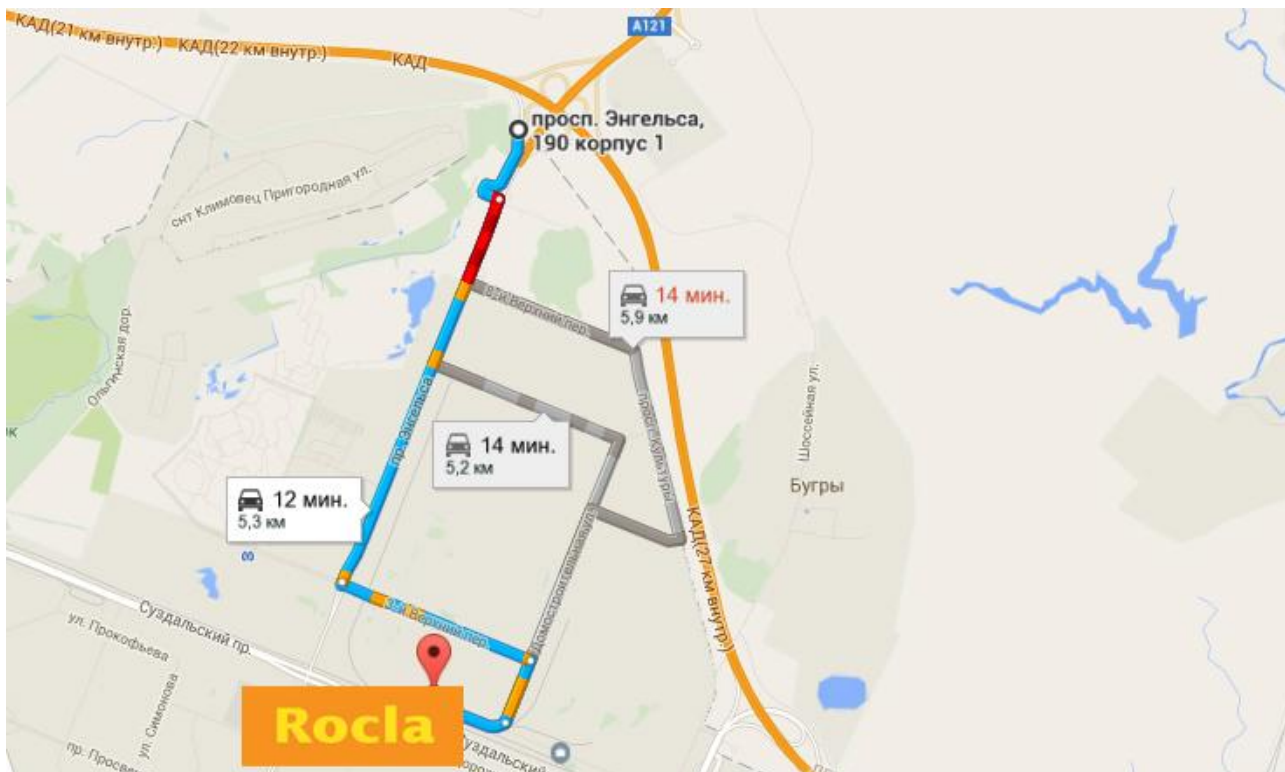 A121
КАД(21 км внутр.)
КАД(22 км внутр.)
КАД
просп. Энгельса,
190 корпус 1
снт Климовец Пригородная ул.
Ольгинская дор.
14 мин.
5,9 км
8-й Верхний пер.
пр. Энгельса
14 мин.
5,2 км
просп. Культуры
Шоссейная ул.
Бугры
12 мин.
5,3 км
Домостроительная ул.
КАД(27 км внутр.)
3-й Верхний пер.
Суздальский пр.
ул. Прокофьева
ул. Симонова
Rocla
Суздальский